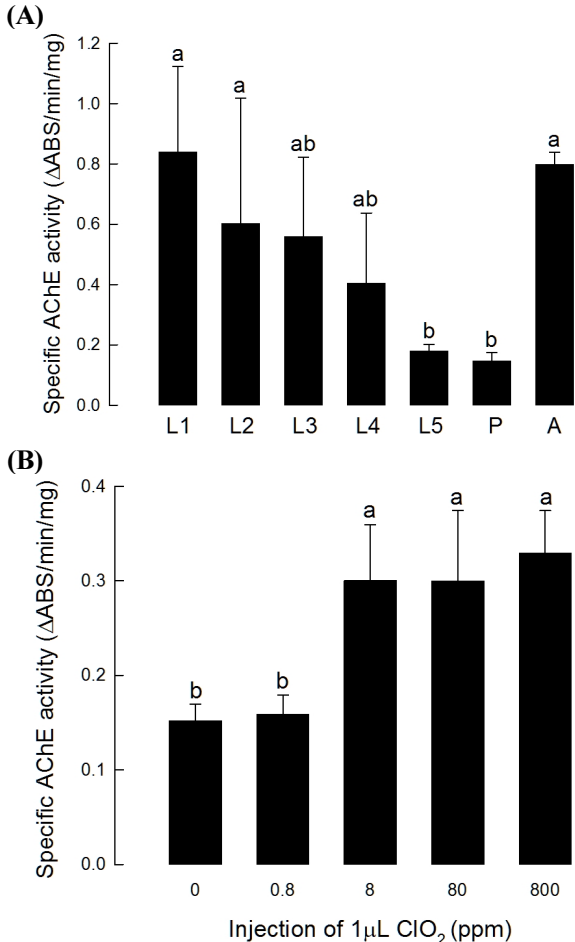 (A)
Specific AChE activity (ΔABS/min/mg)
1.2
1.0
0.8
0.6
0.4
0.2
0.0
a
a
ab
ab
b
b
a
L1 L2 L3 L4 L5 P A
(B)
Specific AChE activity (ΔABS/min/mg)
0.4
0.3
0.2
0.1
0.0
b
b
a
a
a
0 0.8 8 80 800
Injection of 1μL ClO₂ (ppm)